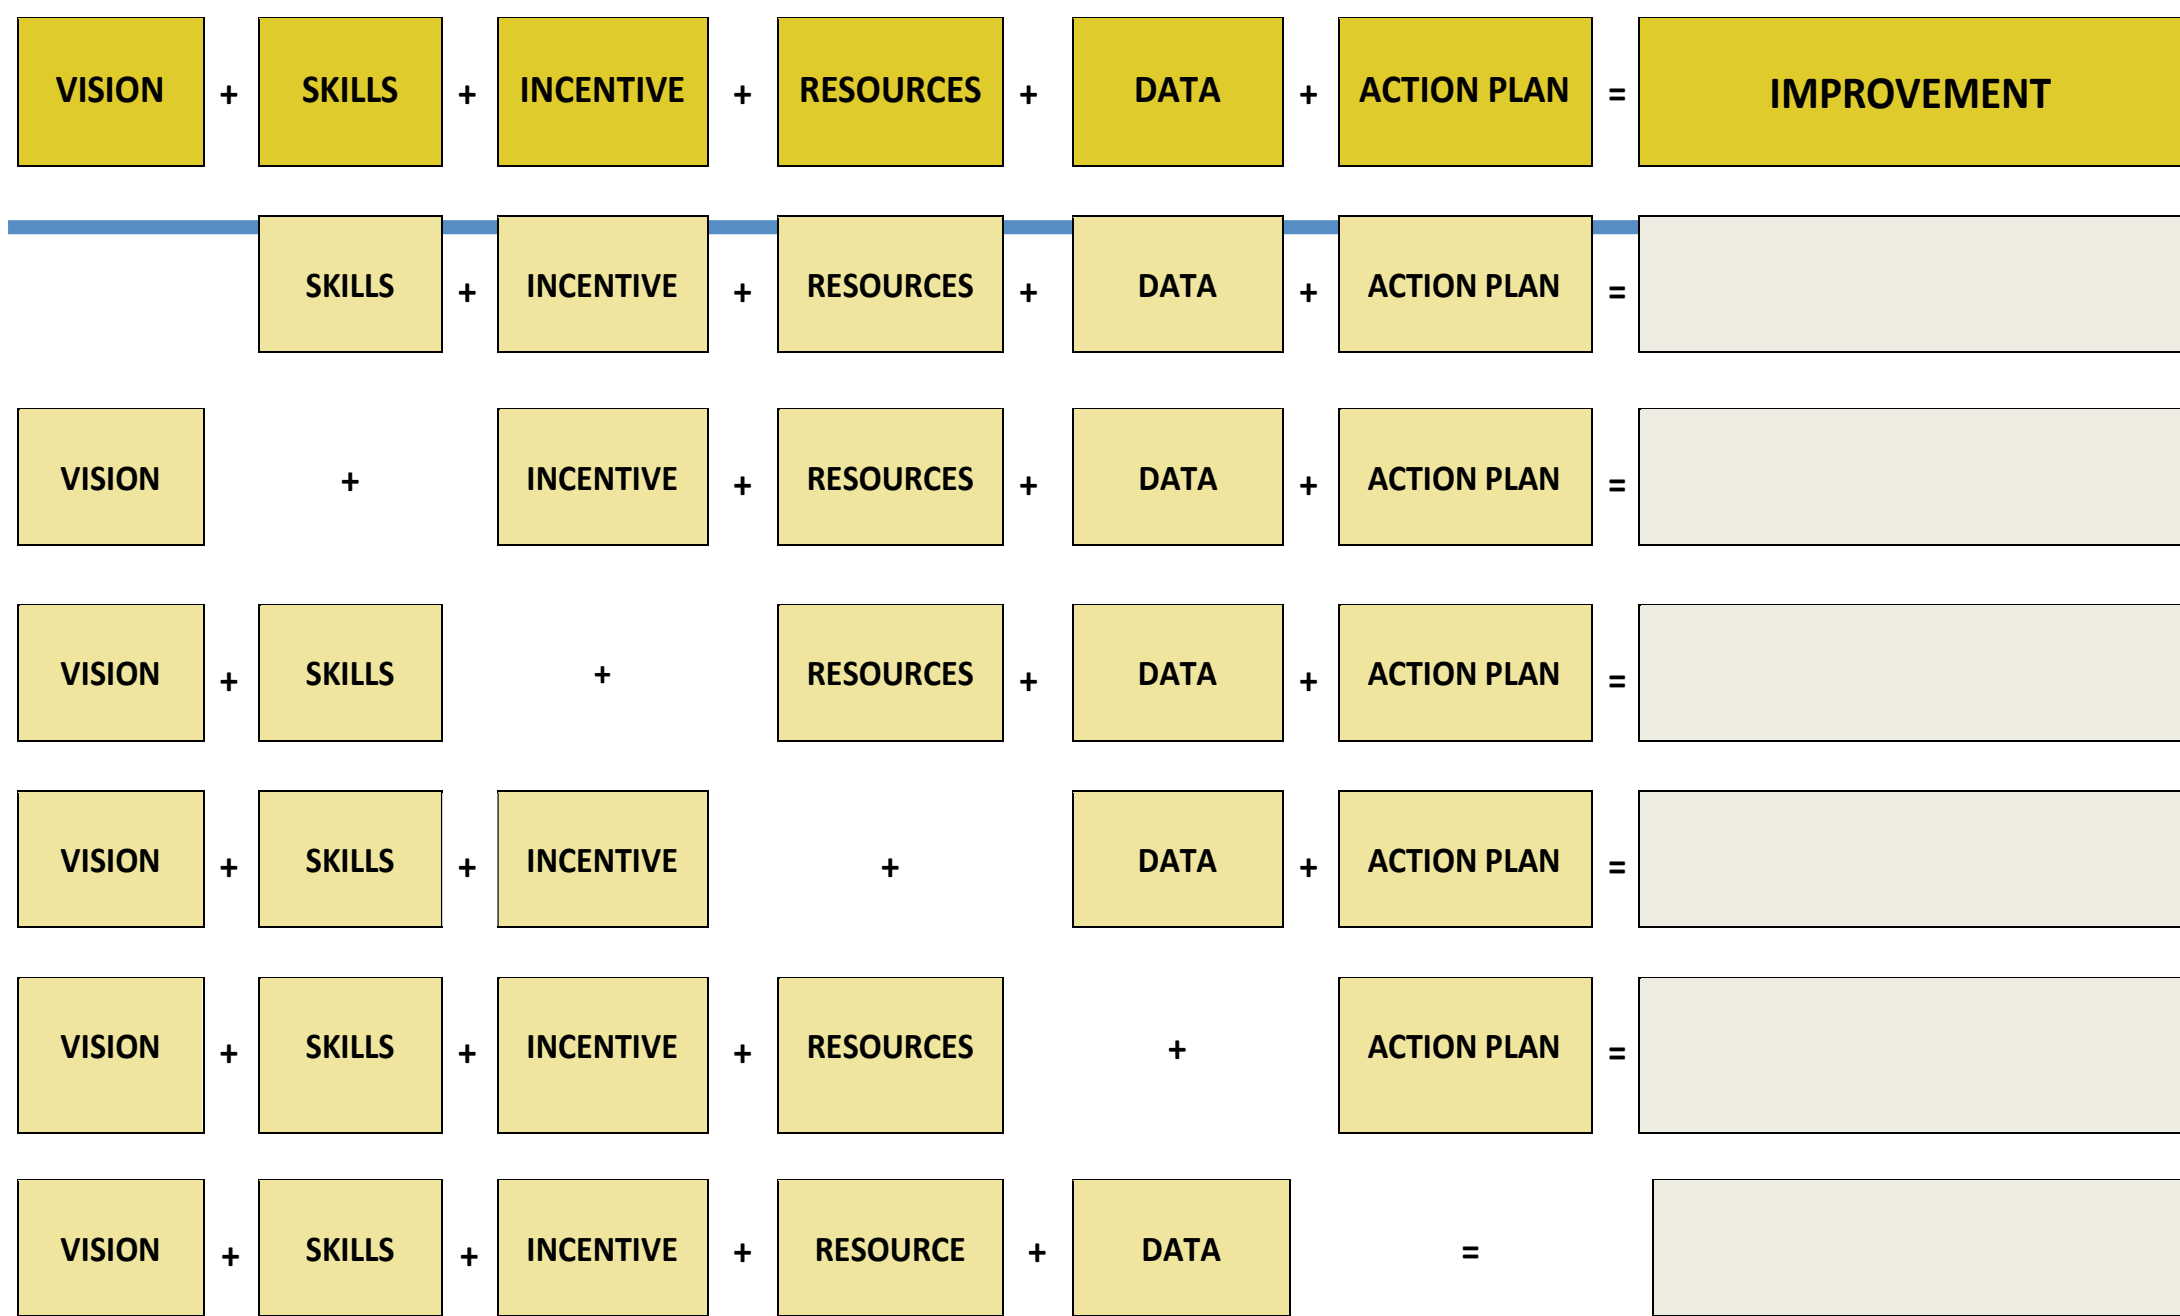 VISION + SKILLS + INCENTIVE + RESOURCES + DATA + ACTION PLAN = IMPROVEMENT
SKILLS + INCENTIVE + RESOURCES + DATA + ACTION PLAN =
VISION + INCENTIVE + RESOURCES + DATA + ACTION PLAN =
VISION + SKILLS + RESOURCES + DATA + ACTION PLAN =
VISION + SKILLS + INCENTIVE + DATA + ACTION PLAN =
VISION + SKILLS + INCENTIVE + RESOURCES + ACTION PLAN =
VISION + SKILLS + INCENTIVE + RESOURCE + DATA =